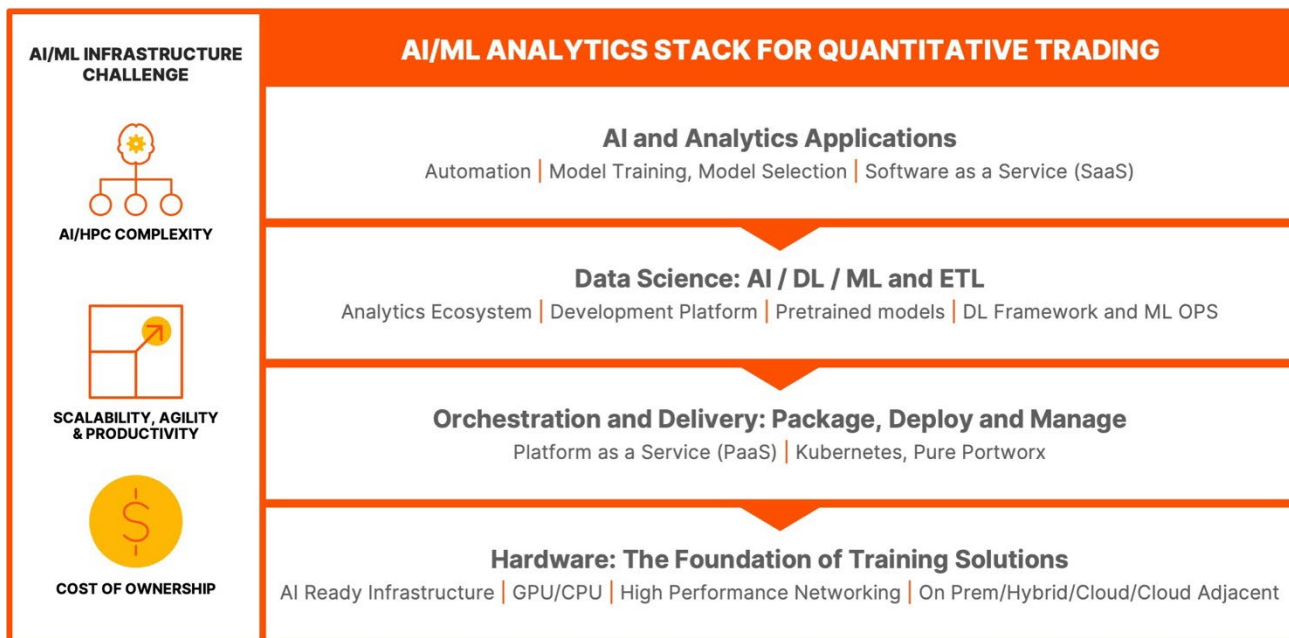 AI/ML INFRASTRUCTURE
CHALLENGE
AI/HPC COMPLEXITY
SCALABILITY, AGILITY
& PRODUCTIVITY
$
COST OF OWNERSHIP
AI/ML ANALYTICS STACK FOR QUANTITATIVE TRADING
AI and Analytics Applications
Automation | Model Training, Model Selection | Software as a Service (SaaS)
Data Science: AI / DL / ML and ETL
Analytics Ecosystem | Development Platform | Pretrained models | DL Framework and ML OPS
Orchestration and Delivery: Package, Deploy and Manage
Platform as a Service (PaaS) | Kubernetes, Pure Portworx
Hardware: The Foundation of Training Solutions
AI Ready Infrastructure | GPU/CPU | High Performance Networking | On Prem/Hybrid/Cloud/Cloud Adjacent